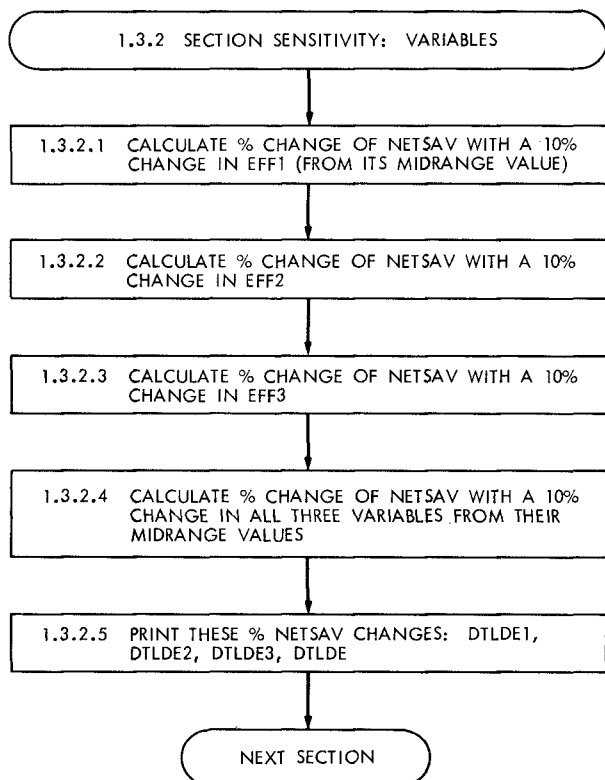 1.3.2 SECTION SENSITIVITY: VARIABLES
1.3.2.1 CALCULATE % CHANGE OF NETSAV WITH A 10%
CHANGE IN EFF1 (FROM ITS MIDRANGE VALUE)
1.3.2.2 CALCULATE % CHANGE OF NETSAV WITH A 10%
CHANGE IN EFF2
1.3.2.3 CALCULATE % CHANGE OF NETSAV WITH A 10%
CHANGE IN EFF3
1.3.2.4 CALCULATE % CHANGE OF NETSAV WITH A 10%
CHANGE IN ALL THREE VARIABLES FROM THEIR
MIDRANGE VALUES
1.3.2.5 PRINT THESE % NETSAV CHANGES: DTLDE1,
DTLDE2, DTLDE3, DTLDE
NEXT SECTION